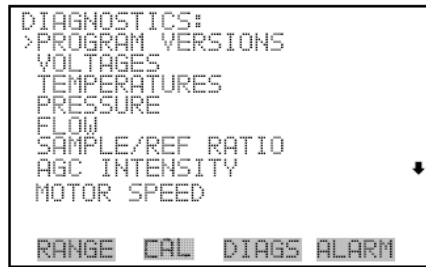 DIAGNOSTICS:
>PROGRAM VERSIONS
VOLTAGES
TEMPERATURES
PRESSURE
FLOW
SAMPLE/REF RATIO
AGC INTENSITY
MOTOR SPEED
RANGE CAL DIAGS ALARM